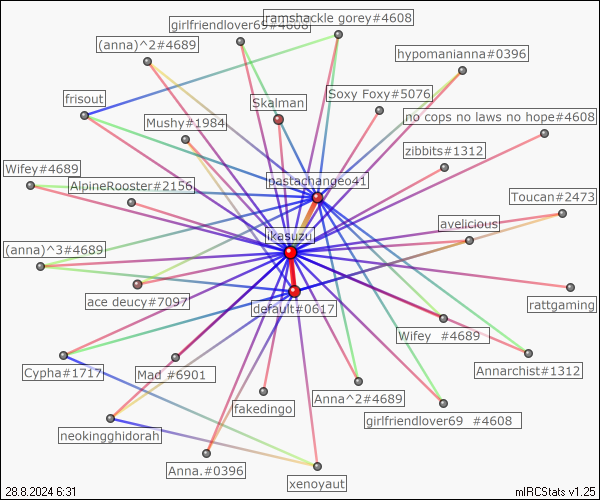 girlfriendlover69#4608
ramshackle gorey#4608
(anna)^2#4689
hypomanianna#0396
frisout
Skalman
Soxy Foxy#5076
Mushy#1984
no cops no laws no hope#4608
zibbits#1312
Wifey#4689
AlpineRooster#2156
pastachangeo41
Toucan#2473
ikasuzu
avelicious
(anna)^3#4689
ace deucy#7097
default#0617
rattgaming
Wifey #4689
Cypha#1717
Mad #6901
Annarchist#1312
Anna^2#4689
fakedingo
girlfriendlover69 #4608
neokingghidorah
Anna.#0396
xenoyaut
28.8.2024 6:31
mIRCStats v1.25